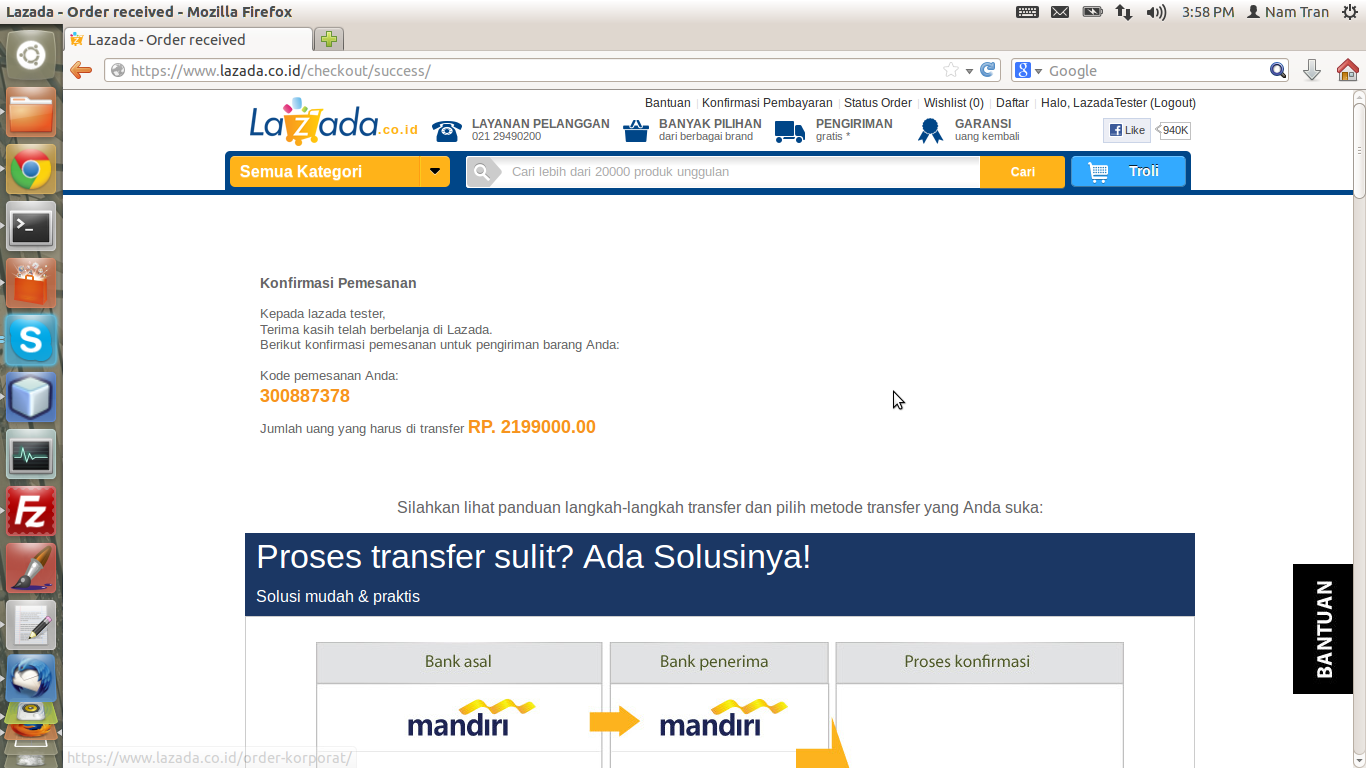 Lazada - Order received - Mozilla Firefox
3:58 PM Nam Tran
Lazada - Order received
https://www.lazada.co.id/checkout/success/
Google
Bantuan Konfirmasi Pembayaran Status Order Wishlist (0) Daftar Halo, LazadaTester (Logout)
Lazada.co.id
LAYANAN PELANGGAN
021 29490200
BANYAK PILIHAN
dari berbagai brand
PENGIRIMAN
gratis *
GARANSI
uang kembali
Like 940K
Semua Kategori
Cari lebih dari 20000 produk unggulan
Cari
Troli
Konfirmasi Pemesanan
Kepada lazada tester,
Terima kasih telah berbelanja di Lazada.
Berikut konfirmasi pemesanan untuk pengiriman barang Anda:
Kode pemesanan Anda:
300887378
Jumlah uang yang harus di transfer RP. 2199000.00
Silahkan lihat panduan langkah-langkah transfer dan pilih metode transfer yang Anda suka:
Proses transfer sulit? Ada Solusinya!
Solusi mudah & praktis
BANTUAN
Bank asal
Bank penerima
Proses konfirmasi
mandiri
mandiri
https://www.lazada.co.id/order-korporat/